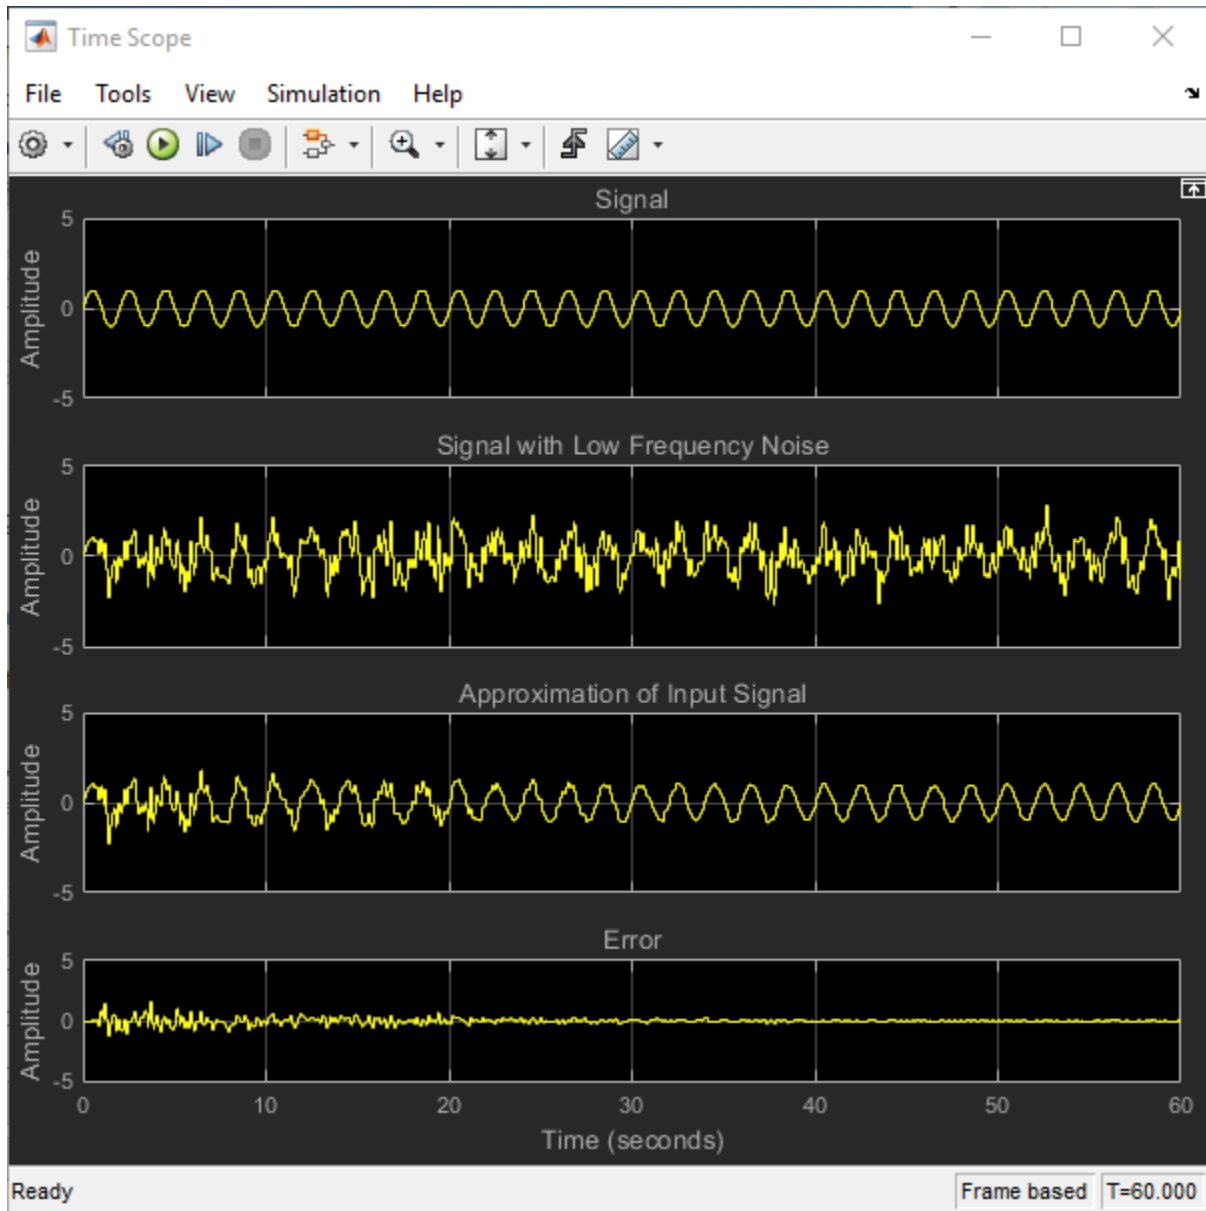 Time Scope
File Tools View Simulation Help
Signal
5
Amplitude
0
-5
Signal with Low Frequency Noise
5
Amplitude
0
-5
Approximation of Input Signal
5
Amplitude
0
-5
Error
5
Amplitude
0
-5
0 10 20 30 40 50 60
Time (seconds)
Ready Frame based T=60.000